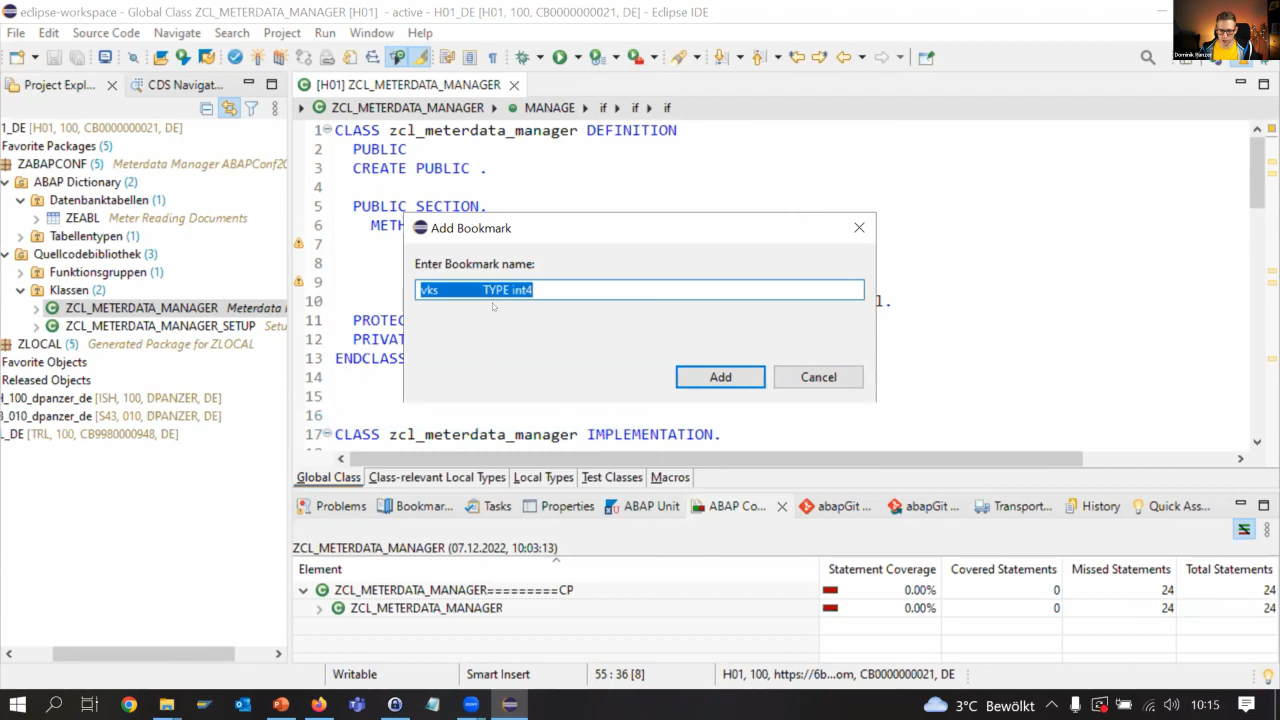 eclipse-workspace - Global Class ZCL_METERDATA_MANAGER [H01] - active - H01_DE [H01, 100, CB0000000021, DE] - Eclipse IDE
File Edit Source Code Navigate Search Project Run Window Help
Project Explor... CDS Navigat...
1_DE [H01, 100, CB0000000021, DE]
Favorite Packages (5)
ZABAPCONF (5) Meterdata Manager ABAPConf20
ABAP Dictionary (2)
Datenbanktabellen (1)
ZEABL Meter Reading Documents
Tabellentypen (1)
Quellcodebibliothek (3)
Funktionsgruppen (1)
Klassen (2)
ZCL_METERDATA_MANAGER Meterdata
ZCL_METERDATA_MANAGER_SETUP Setu
ZLOCAL (5) Generated Package for ZLOCAL
Favorite Objects
Released Objects
H_100_dpanzer_de [ISH, 100, DPANZER, DE]
3_010_dpanzer_de [S43, 010, DPANZER, DE]
L_DE [TRL, 100, CB9980000948, DE]
[H01] ZCL_METERDATA_MANAGER
ZCL_METERDATA_MANAGER MANAGE if if if
1 CLASS zcl_meterdata_manager DEFINITION
2 PUBLIC
3 CREATE PUBLIC .
4
5 PUBLIC SECTION.
6 METH
7
8
9
10 l.
11 PROTEC
12 PRIVAT
13 ENDCLASS
14
15
16
17 CLASS zcl_meterdata_manager IMPLEMENTATION.
Add Bookmark
Enter Bookmark name:
vks TYPE int4
Add Cancel
Global Class Class-relevant Local Types Local Types Test Classes Macros
Problems Bookmar... Tasks Properties ABAP Unit ABAP Co... abapGit ... abapGit ... Transport... History Quick Ass...
ZCL_METERDATA_MANAGER (07.12.2022, 10:03:13)
Element Statement Coverage Covered Statements Missed Statements Total Statements
ZCL_METERDATA_MANAGER=========CP 0.00% 0 24 24
ZCL_METERDATA_MANAGER 0.00% 0 24 24
Writable Smart Insert 55 : 36 [8] H01, 100, https://6b...om, CB0000000021, DE
3°C Bewölkt 10:15
Dominik Panzer